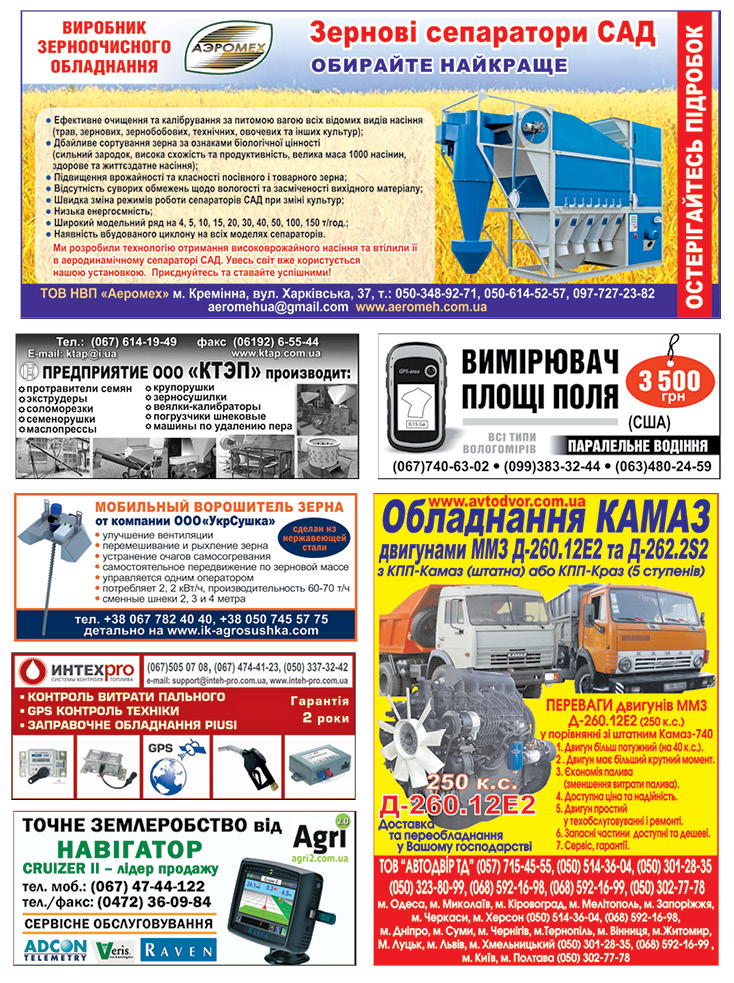 ВИРОБНИК
ЗЕРНООЧИСНОГО
ОБЛАДНАННЯ
АЭРОМЕХ
Зернові сепаратори САД
ОБИРАЙТЕ НАЙКРАЩЕ
ОСТЕРІГАЙТЕСЬ ПІДРОБОК
● Ефективне очищення та калібрування за питомою вагою всіх відомих видів насіння
(трав, зернових, зернобобових, технічних, овочевих та інших культур);
● Дбайливе сортування зерна за ознаками біологічної цінності
(сильний зародок, висока схожість та продуктивність, велика маса 1000 насінин,
здорове та життєздатне насіння);
● Підвищення врожайності та класності посівного і товарного зерна;
● Відсутність суворих обмежень щодо вологості та засміченості вихідного матеріалу;
● Швидка зміна режимів роботи сепараторів САД при зміні культур;
● Низька енергоємність;
● Широкий модельний ряд на 4, 5, 10, 15, 20, 30, 40, 50, 100, 150 т/год.;
● Наявність вбудованого циклону на всіх моделях сепараторів.
Ми розробили технологію отримання високоврожайного насіння та втілили її
в аеродинамічному сепараторі САД. Увесь світ вже користується
нашою установкою. Приєднуйтесь та ставайте успішними!
ТОВ НВП «Аеромех» м. Кремінна, вул. Харківська, 37, т.: 050-348-92-71, 050-614-52-57, 097-727-23-82
aeromehua@gmail.com www.aeromeh.com.ua
Тел.: (067) 614-19-49 факс (06192) 6-55-44
E-mail: ktap@i.ua www.ktap.com.ua
ПРЕДПРИЯТИЕ ООО «КТЭП» производит:
протравители семян
экструдеры
соломорезки
семенорушки
маслопрессы
крупорушки
зерносушилки
веялки-калибраторы
погрузчики шнековые
машины по удалению пера
GPS-area
0,15 Га
ВИМІРЮВАЧ
ПЛОЩІ ПОЛЯ
3 500
грн
(США)
ВСІ ТИПИ
ВОЛОГОМІРІВ
ПАРАЛЕЛЬНЕ ВОДІННЯ
(067)740-63-02 • (099)383-32-44 • (063)480-24-59
МОБИЛЬНЫЙ ВОРОШИТЕЛЬ ЗЕРНА
от компании ООО«УкрСушка»
сделан из
нержавеющей
стали
• улучшение вентиляции
• перемешивание и рыхление зерна
• устранение очагов самосогревания
• самостоятельное передвижение по зерновой массе
• управляется одним оператором
• потребляет 2, 2 кВт/ч, производительность 60-70 т/ч
• сменные шнеки 2, 3 и 4 метра
тел. +38 067 782 40 40, +38 050 745 57 75
детально на www.ik-agrosushka.com
ИНТЕХpro
СИСТЕМЫ КОНТРОЛЯ ТОПЛИВА
(067)505 07 08, (067) 474-41-23, (050) 337-32-42
e-mail: support@inteh-pro.com.ua, www.inteh-pro.com.ua
• КОНТРОЛЬ ВИТРАТИ ПАЛЬНОГО
• GPS КОНТРОЛЬ ТЕХНІКИ
• ЗАПРАВОЧНЕ ОБЛАДНАННЯ PIUSI
Гарантія
2 роки
GPS
ТОЧНЕ ЗЕМЛЕРОБСТВО від
НАВІГАТОР
CRUIZER II – лідер продажу
тел. моб.: (067) 47-44-122
тел./факс: (0472) 36-09-84
СЕРВІСНЕ ОБСЛУГОВУВАННЯ
Agri
2.0
agri2.com.ua
ADCON
TELEMETRY
Veris
technologies
RAVEN
www.avtodvor.com.ua
Обладнання КАМАЗ
двигунами ММЗ Д-260.12Е2 та Д-262.2S2
з КПП-Камаз (штатна) або КПП-Краз (5 ступенів)
ПЕРЕВАГИ двигунів ММЗ
Д-260.12Е2 (250 к.с.)
у порівнянні зі штатним Камаз-740
1. Двигун більш потужний (на 40 к.с.).
2. Двигун має більший крутний момент.
3. Економія палива
(зменшення витрати палива).
4. Доступна ціна та надійність.
5. Двигун простий
у техобслуговуванні і ремонті.
6. Запасні частини доступні та дешеві.
7. Сервіс, гарантії.
250 к.с.
Д-260.12Е2
Доставка
та переобладнання
у Вашому господарстві
ТОВ "АВТОДВІР ТД" (057) 715-45-55, (050) 514-36-04, (050) 301-28-35
(050) 323-80-99, (068) 592-16-98, (068) 592-16-99, (050) 302-77-78
м. Одеса, м. Миколаїв, м. Кіровоград, м. Мелітополь, м. Запоріжжя,
м. Черкаси, м. Херсон (050) 514-36-04, (068) 592-16-98,
м. Дніпро, м. Суми, м. Чернігів, м.Тернопіль, м. Вінниця, м.Житомир,
М. Луцьк, м. Львів, м. Хмельницький (050) 301-28-35, (068) 592-16-99 ,
м. Київ, м. Полтава (050) 302-77-78